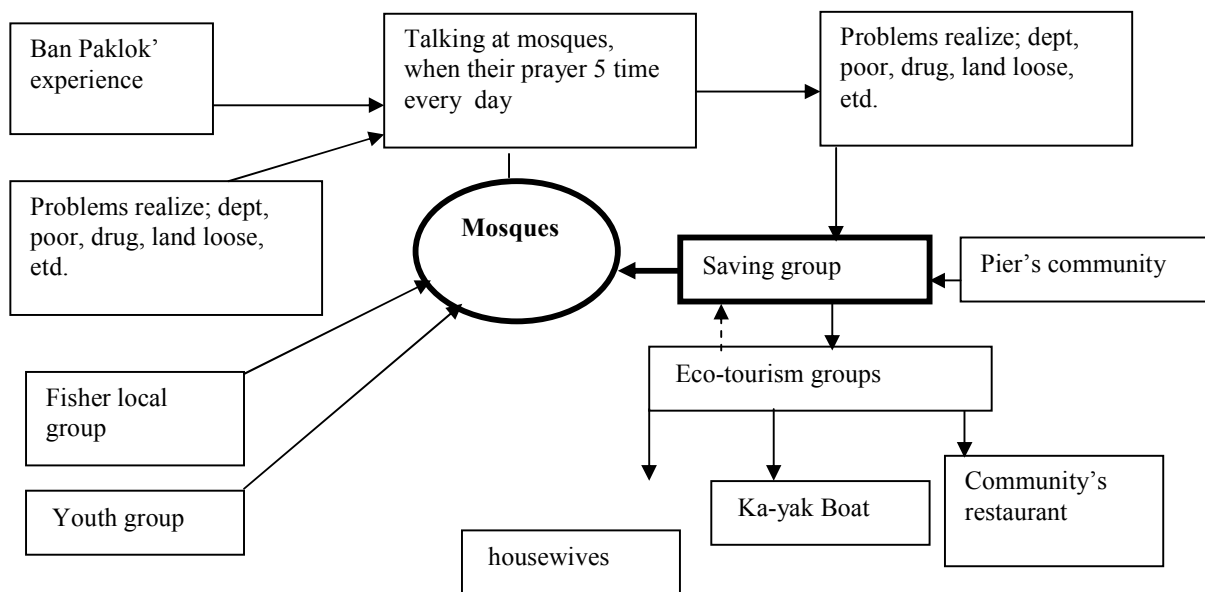 Ban Paklok’
experience
Talking at mosques,
when their prayer 5 time
every day
Problems realize; dept,
poor, drug, land loose,
etd.
Problems realize; dept,
poor, drug, land loose,
etd.
Mosques
Saving group
Pier’s community
Eco-tourism groups
Fisher local
group
Youth group
Ka-yak Boat
Community’s
restaurant
housewives